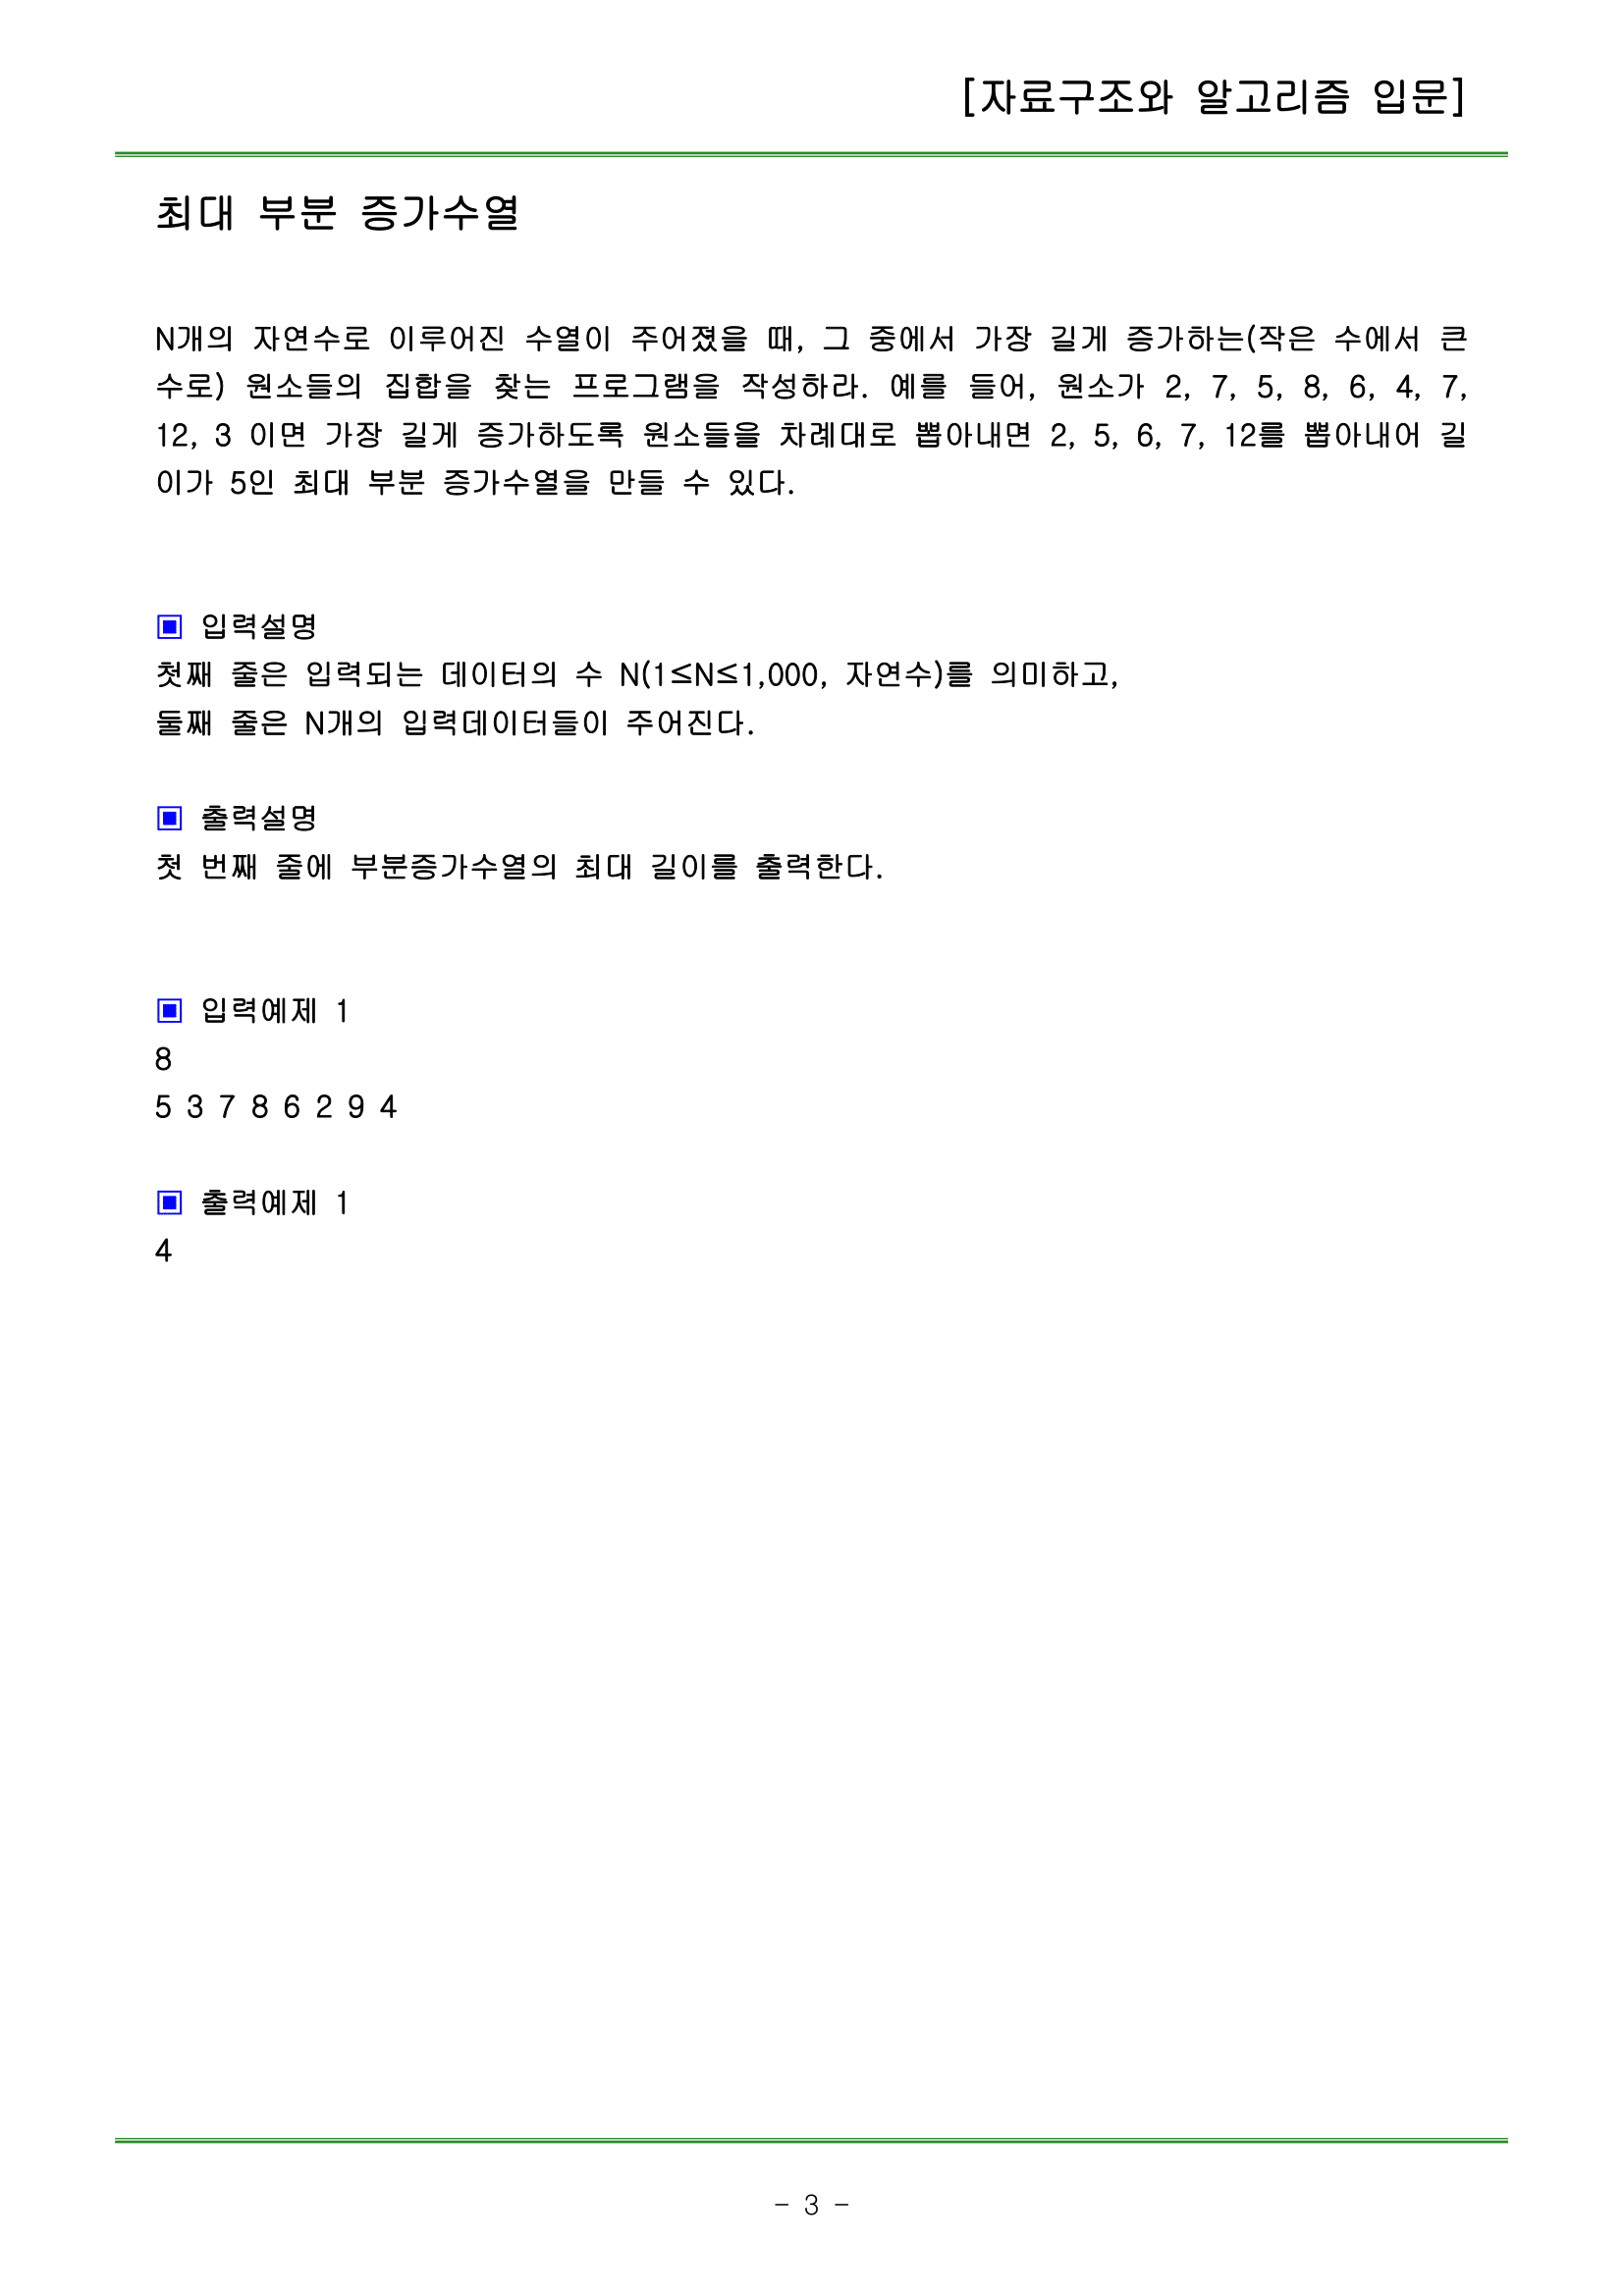 [자료구조와 알고리즘 입문]
최대 부분 증가수열
N개의 자연수로 이루어진 수열이 주어졌을 때, 그 중에서 가장 길게 증가하는(작은 수에서 큰
수로) 원소들의 집합을 찾는 프로그램을 작성하라. 예를 들어, 원소가 2, 7, 5, 8, 6, 4, 7,
12, 3 이면 가장 길게 증가하도록 원소들을 차례대로 뽑아내면 2, 5, 6, 7, 12를 뽑아내어 길
이가 5인 최대 부분 증가수열을 만들 수 있다.
▣ 입력설명
첫째 줄은 입력되는 데이터의 수 N(1≤N≤1,000, 자연수)를 의미하고,
둘째 줄은 N개의 입력데이터들이 주어진다.
▣ 출력설명
첫 번째 줄에 부분증가수열의 최대 길이를 출력한다.
▣ 입력예제 1
8
5 3 7 8 6 2 9 4
▣ 출력예제 1
4
- 3 -